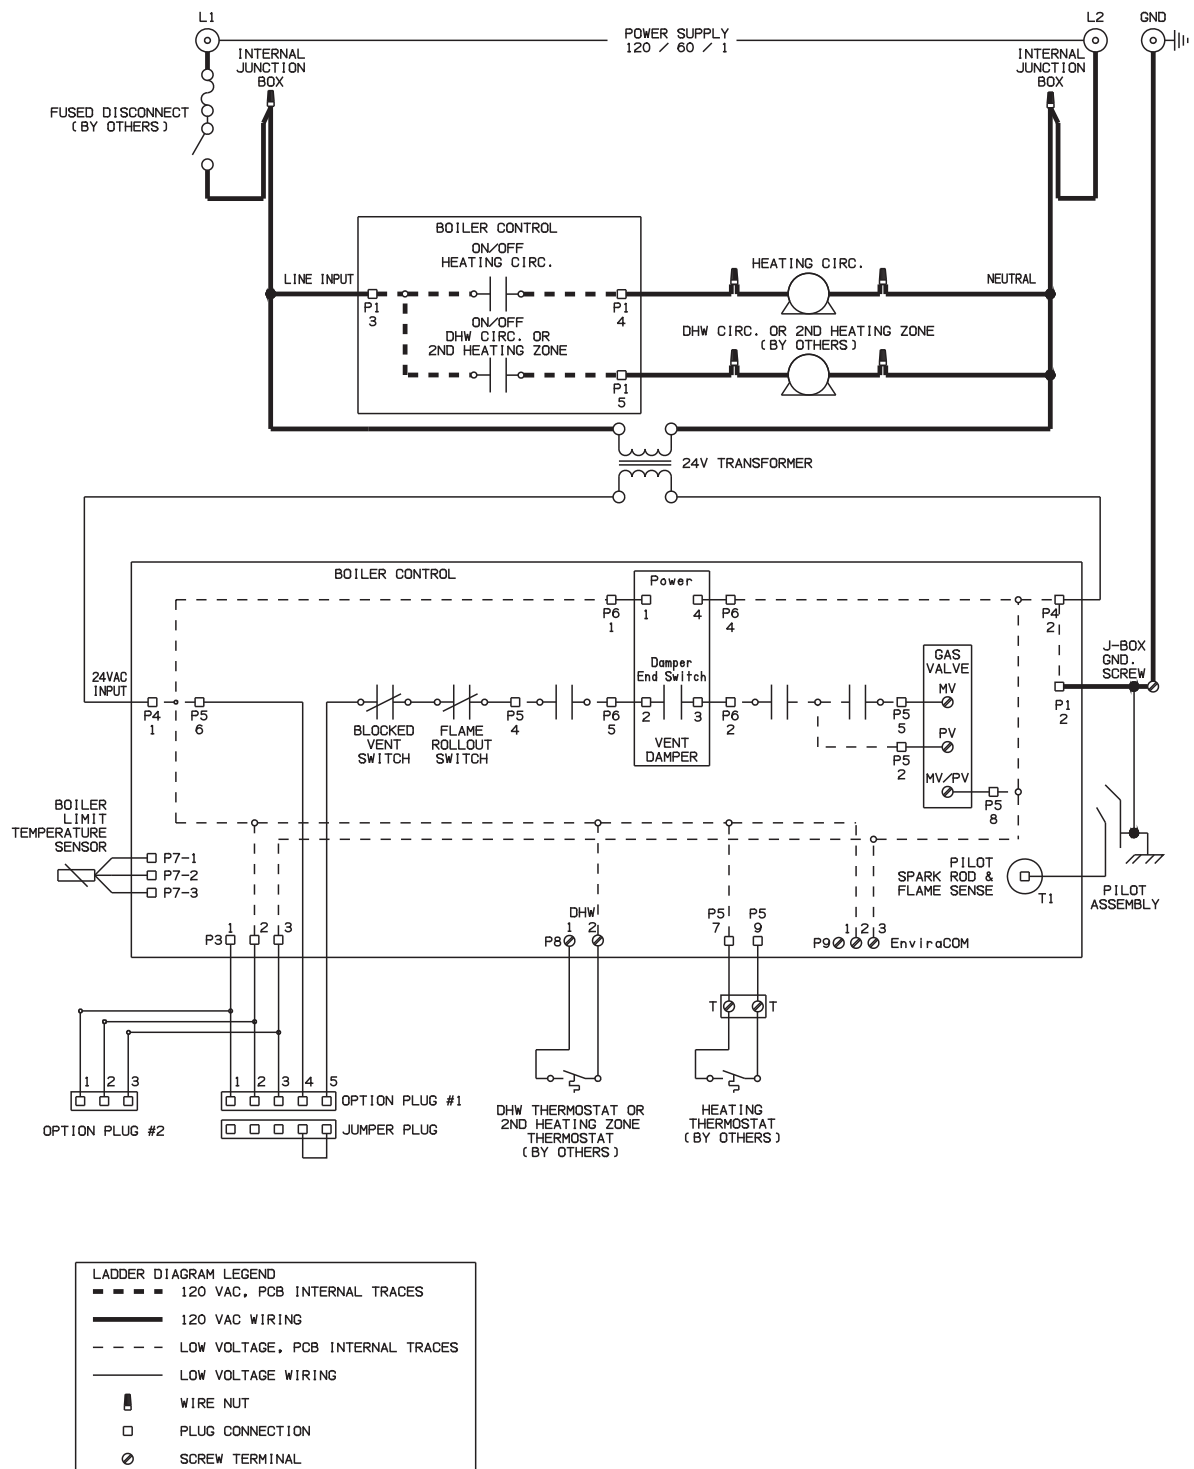 L1
L2
GND
POWER SUPPLY
120 / 60 / 1
INTERNAL
JUNCTION
BOX
INTERNAL
JUNCTION
BOX
FUSED DISCONNECT
(BY OTHERS)
BOILER CONTROL
ON/OFF
HEATING CIRC.
LINE INPUT
HEATING CIRC.
NEUTRAL
P1
3
P1
4
ON/OFF
DHW CIRC. OR
2ND HEATING ZONE
DHW CIRC. OR 2ND HEATING ZONE
(BY OTHERS)
P1
5
24V TRANSFORMER
BOILER CONTROL
Power
P6
1
1
4
P6
4
P4
2
J-BOX
GND.
SCREW
24VAC
INPUT
Damper
End Switch
GAS
VALVE
MV
P4
1
P5
6
BLOCKED
VENT
SWITCH
FLAME
ROLLOUT
SWITCH
P5
4
P6
5
2
3
P6
2
P5
5
P1
2
VENT
DAMPER
PV
P5
2
MV/PV
P5
8
BOILER
LIMIT
TEMPERATURE
SENSOR
P7-1
P7-2
P7-3
PILOT
SPARK ROD &
FLAME SENSE
T1
PILOT
ASSEMBLY
P3
1
2
3
DHW
P8
1
2
P5
7
P5
9
P9
1
2
3
EnviraCOM
T
T
1
2
3
1
2
3
4
5
OPTION PLUG #1
OPTION PLUG #2
JUMPER PLUG
DHW THERMOSTAT OR
2ND HEATING ZONE
THERMOSTAT
(BY OTHERS)
HEATING
THERMOSTAT
(BY OTHERS)
LADDER DIAGRAM LEGEND
120 VAC, PCB INTERNAL TRACES
120 VAC WIRING
LOW VOLTAGE, PCB INTERNAL TRACES
LOW VOLTAGE WIRING
WIRE NUT
PLUG CONNECTION
SCREW TERMINAL